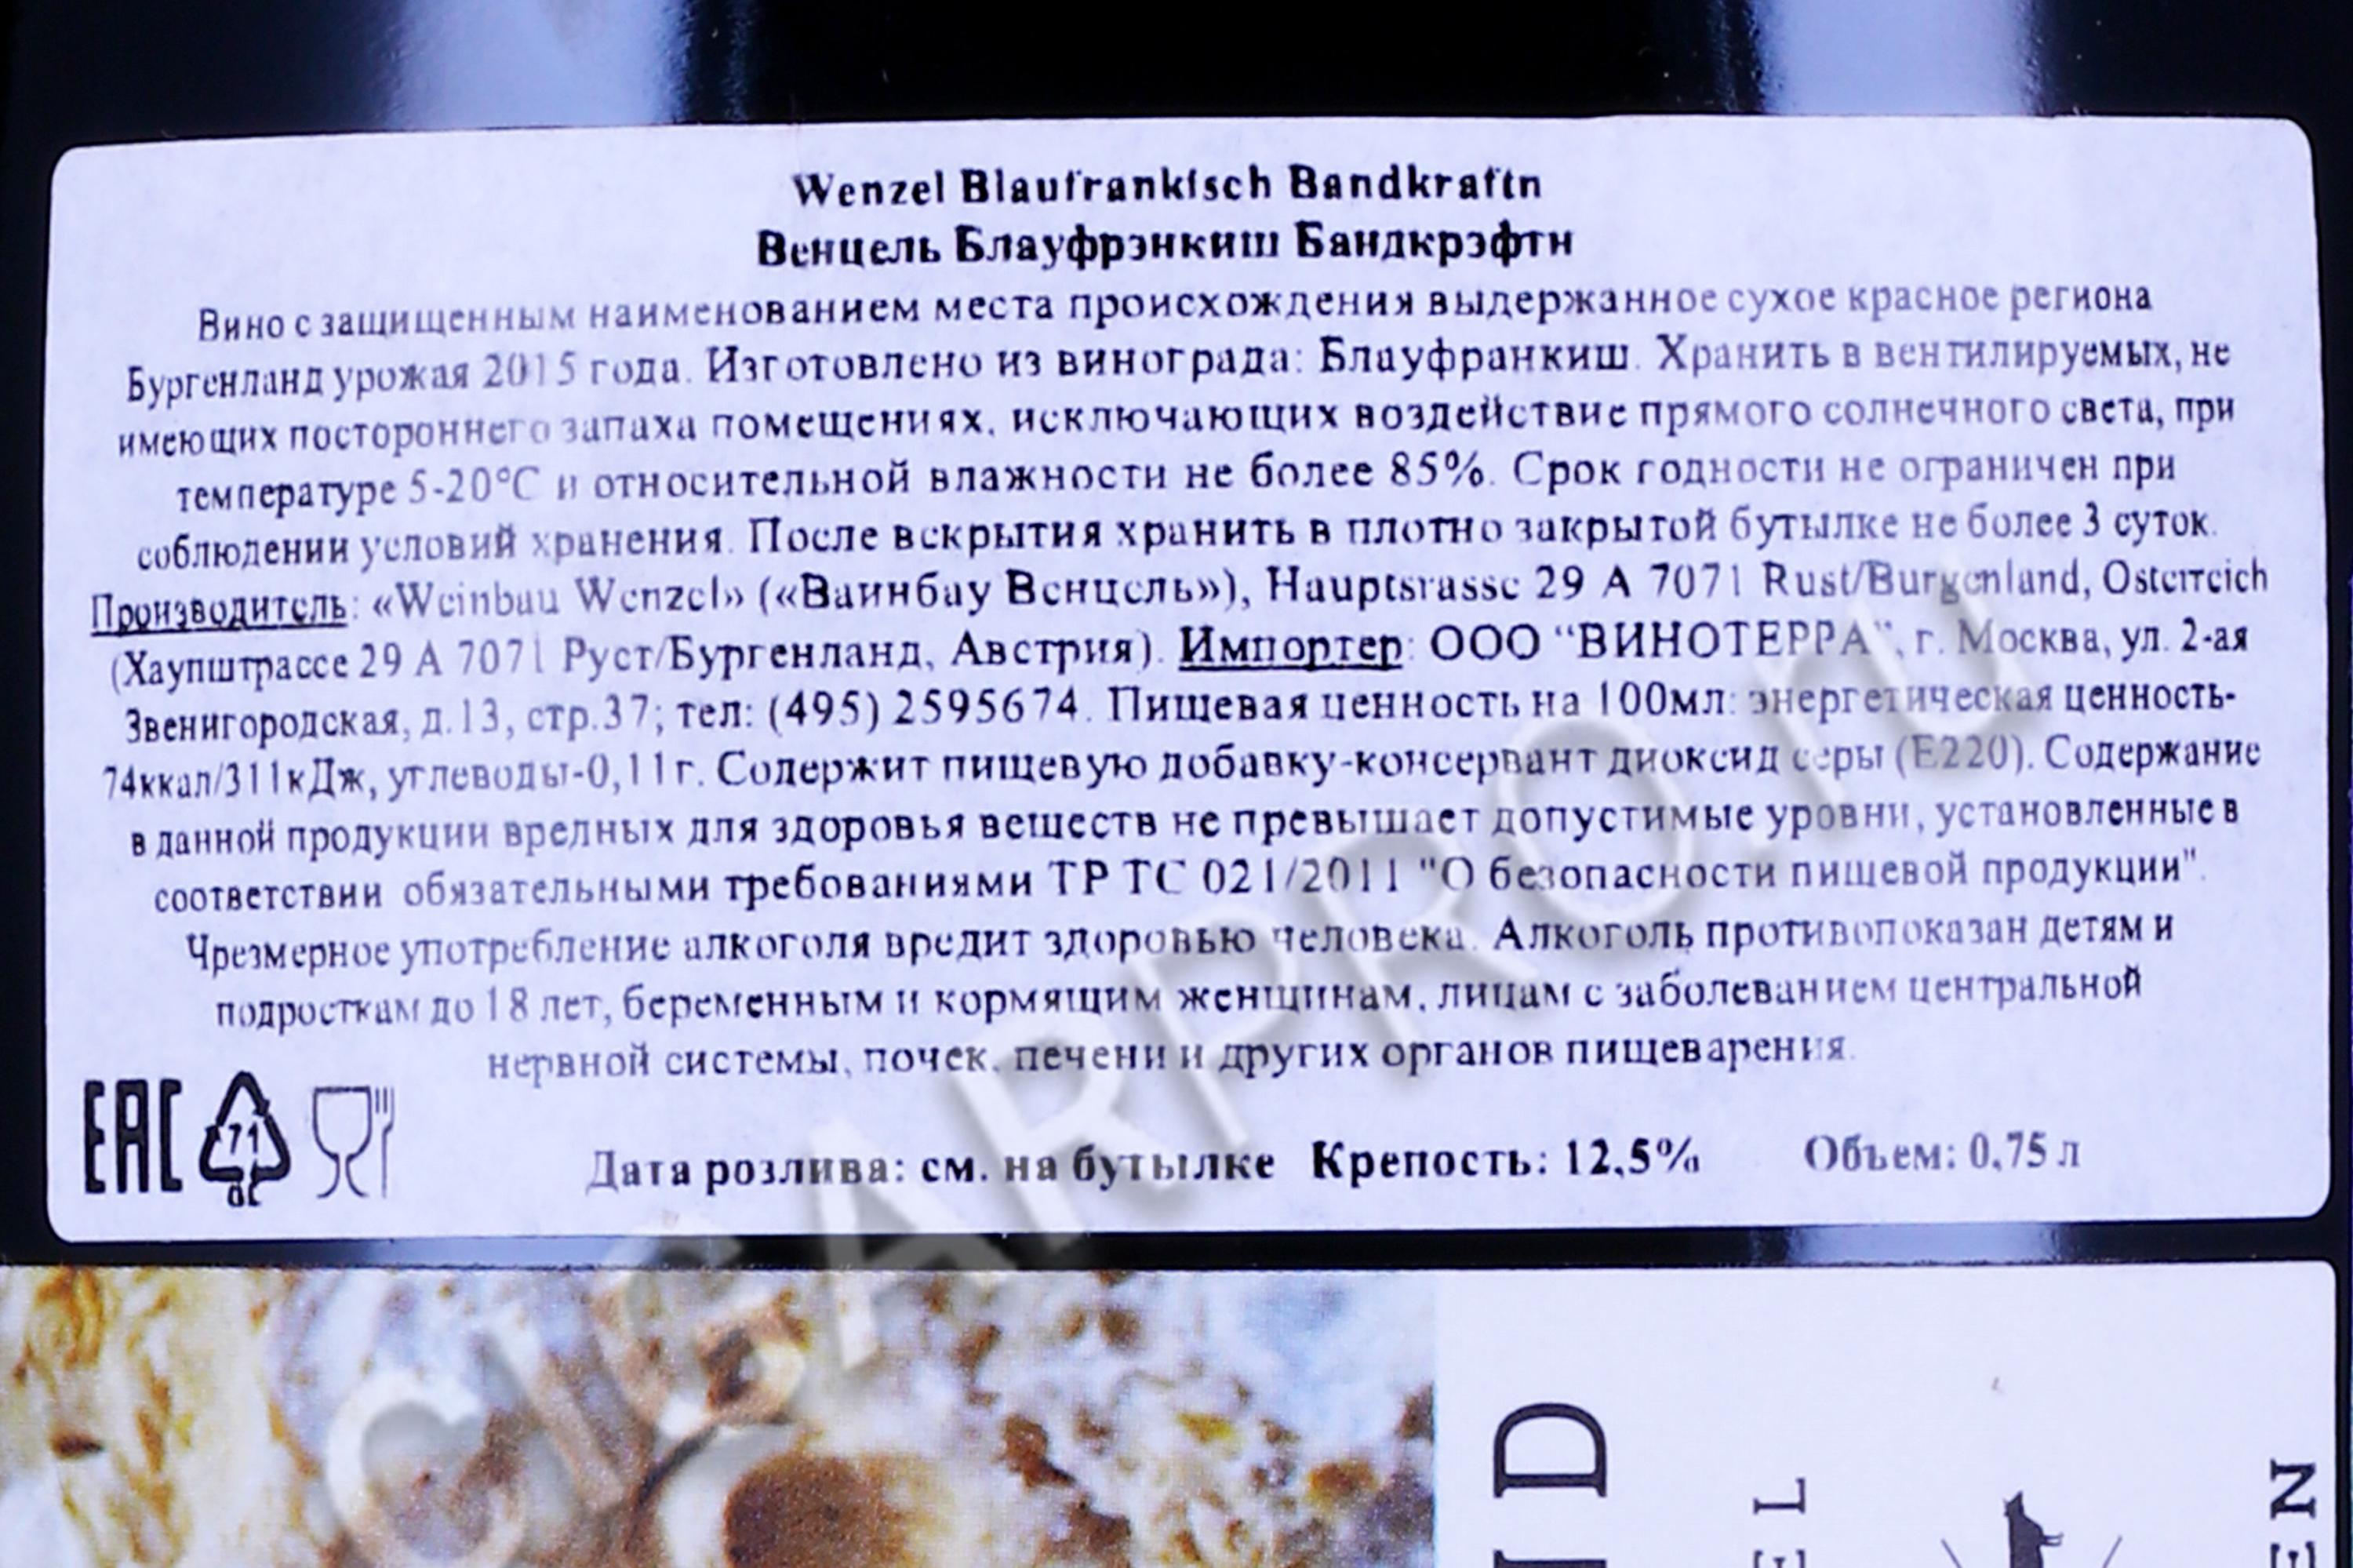 Wenzel Blaufrankisch Bandkraftn
Венцель Блауфрэнкиш Бандкрэфтн
Вино с защищенным наименованием места происхождения выдержанное сухое красное региона
Бургенланд урожая 2015 года. Изготовлено из винограда: Блауфранкиш. Хранить в вентилируемых, не
имеющих постороннего запаха помещениях, исключающих воздействие прямого солнечного света, при
температуре 5-20°С и относительной влажности не более 85%. Срок годности не ограничен при
соблюдении условий хранения. После вскрытия хранить в плотно закрытой бутылке не более 3 суток.
Производитель: «Weinbau Wenzel» («Ваинбау Венцель»), Hauptsrasse 29 A 7071 Rust/Burgenland, Osterreich
(Хаупштрассе 29 А 7071 Руст/Бургенланд, Австрия). Импортер: ООО “ВИНОТЕРРА”, г. Москва, ул. 2-ая
Звенигородская, д.13, стр.37; тел: (495) 2595674. Пищевая ценность на 100мл: энергетическая ценность-
74ккал/311кДж, углеводы-0,11г. Содержит пищевую добавку-консервант диоксид серы (Е220). Содержание
в данной продукции вредных для здоровья веществ не превышает допустимые уровни, установленные в
соответствии обязательными требованиями ТР ТС 021/2011 "О безопасности пищевой продукции".
Чрезмерное употребление алкоголя вредит здоровью человека. Алкоголь противопоказан детям и
подросткам до 18 лет, беременным и кормящим женщинам, лицам с заболеванием центральной
нервной системы, почек, печени и других органов пищеварения.
EAC 71
Дата розлива: см. на бутылке Крепость: 12,5% Объем: 0,75 л
CIGARPRO.ru